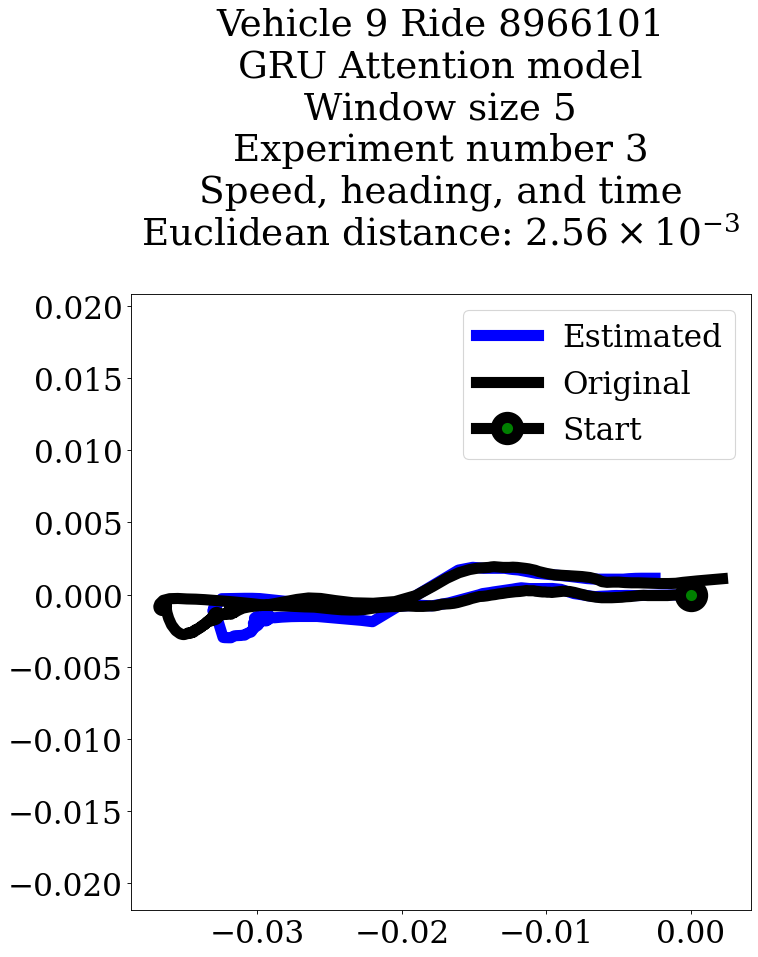 Vehicle 9 Ride 8966101
GRU Attention model
Window size 5
Experiment number 3
Speed, heading, and time
Euclidean distance: 2.56 × 10⁻³
0.020
0.015
0.010
0.005
0.000
−0.005
−0.010
−0.015
−0.020
Estimated
Original
Start
−0.03
−0.02
−0.01
0.00